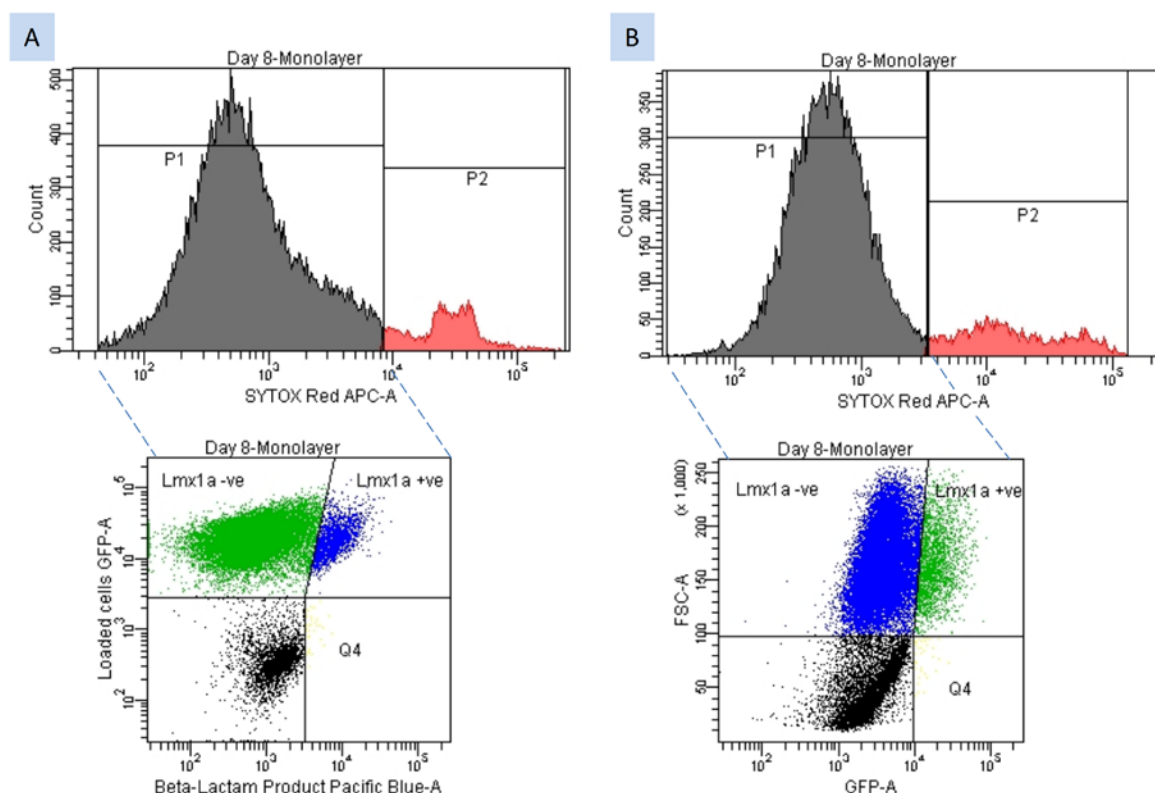 A
Day 8-Monolayer
Count
500
400
300
200
100
0
P1
P2
10²
10³
10⁴
10⁵
SYTOX Red APC-A
Day 8-Monolayer
Loaded cells GFP-A
10⁵
10⁴
10³
10²
Lmx1a -ve
Lmx1a +ve
Q4
10²
10³
10⁴
10⁵
Beta-Lactam Product Pacific Blue-A
B
Day 8-Monolayer
Count
350
300
250
200
150
100
50
0
P1
P2
10²
10³
10⁴
10⁵
SYTOX Red APC-A
Day 8-Monolayer
FSC-A
(x 1,000)
250
200
150
100
50
Lmx1a -ve
Lmx1a +ve
Q4
10²
10³
10⁴
10⁵
GFP-A